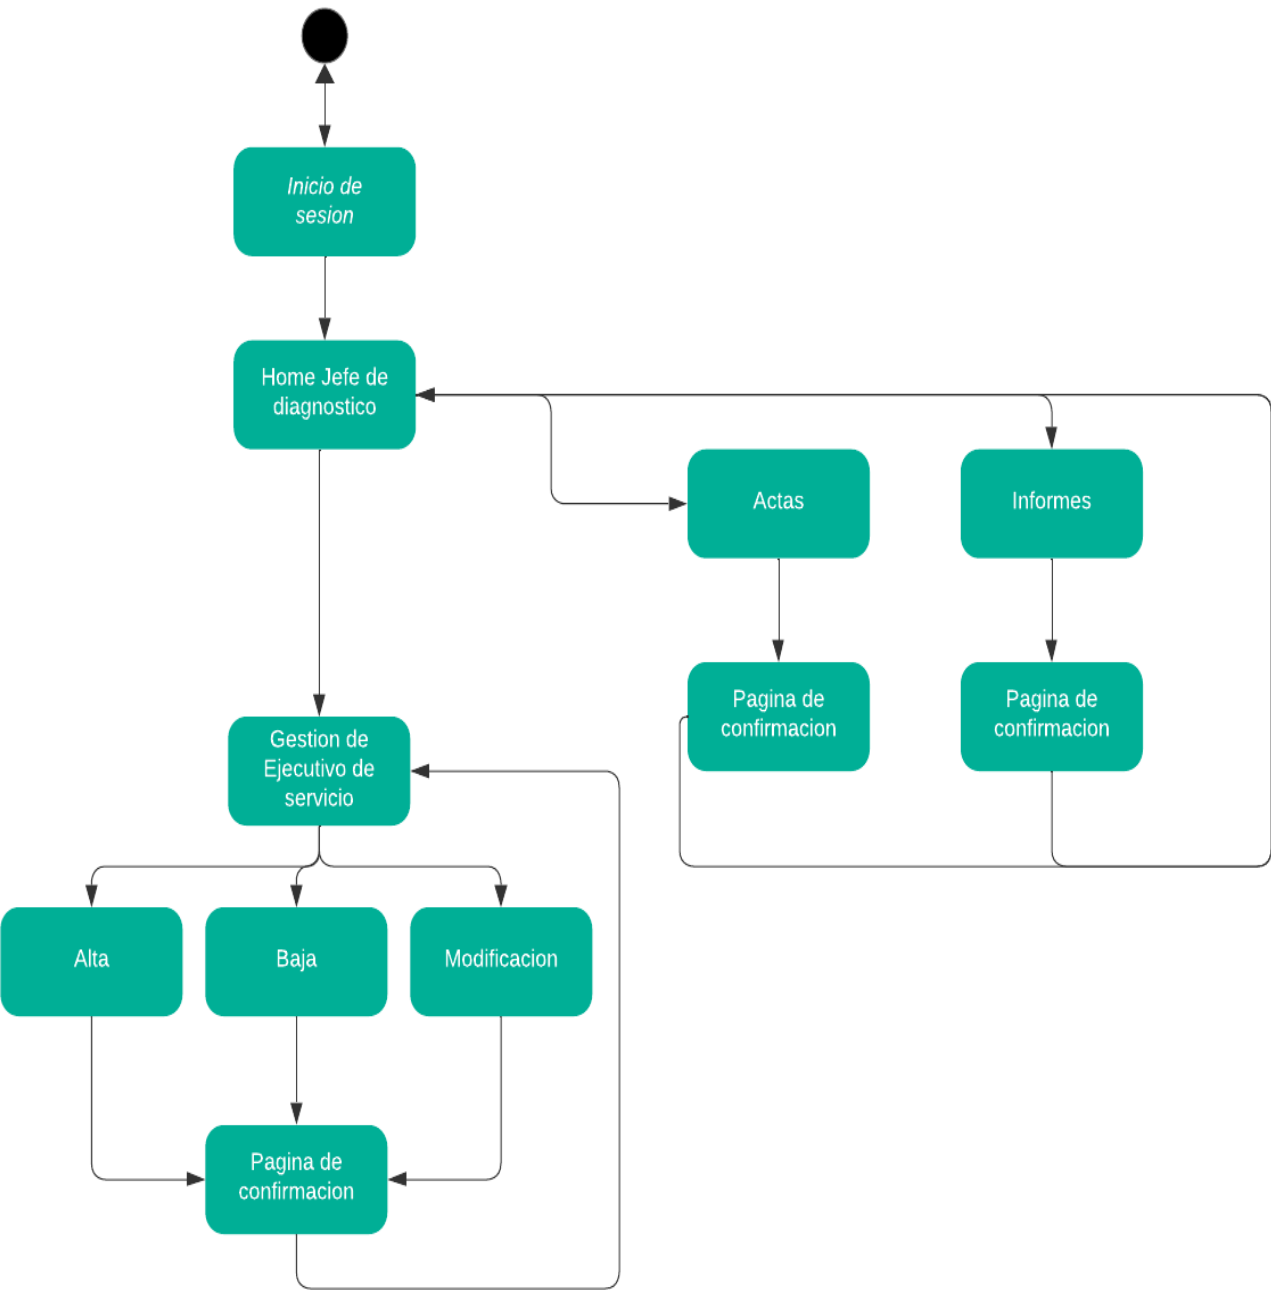 Inicio de
sesion
Home Jefe de
diagnostico
Actas
Informes
Pagina de
confirmacion
Pagina de
confirmacion
Gestion de
Ejecutivo de
servicio
Alta
Baja
Modificacion
Pagina de
confirmacion